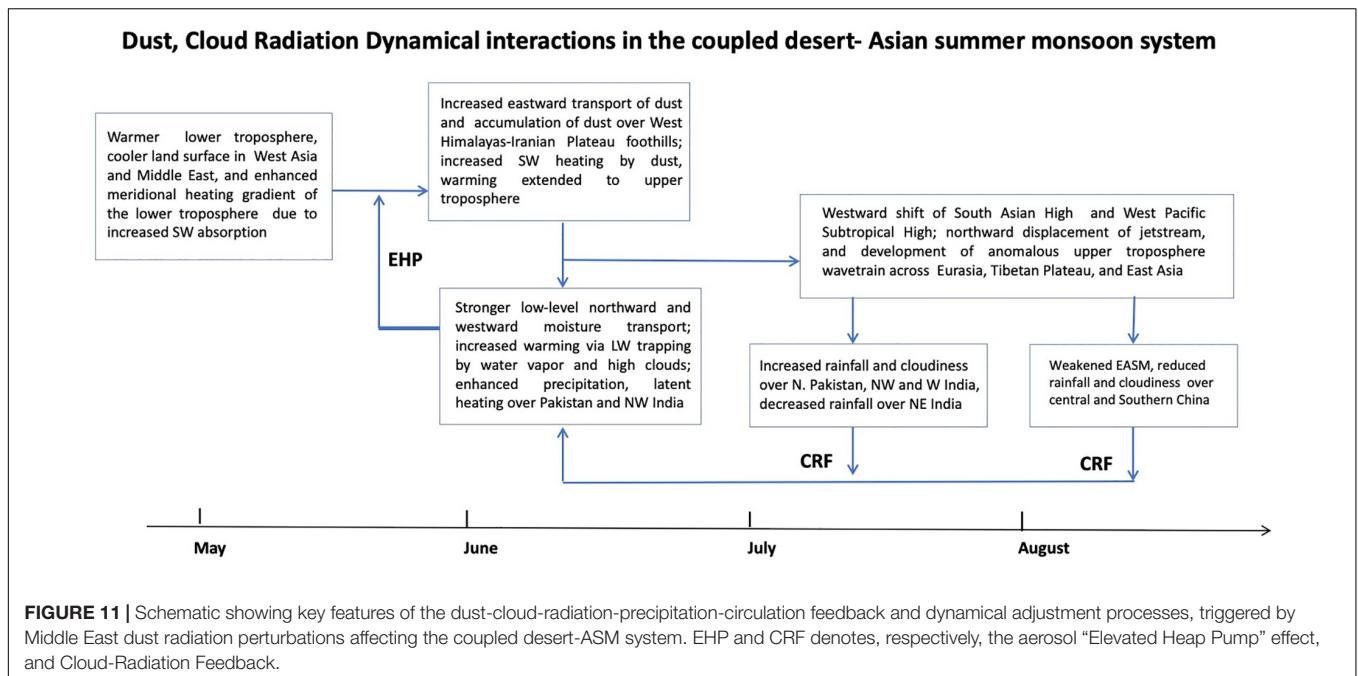 Dust, Cloud Radiation Dynamical interactions in the coupled desert- Asian summer monsoon system
Warmer lower troposphere,
cooler land surface in West Asia
and Middle East, and enhanced
meridional heating gradient of
the lower troposphere due to
increased SW absorption
Increased eastward transport of dust
and accumulation of dust over West
Himalayas-Iranian Plateau foothills;
increased SW heating by dust,
warming extended to upper
troposphere
EHP
Stronger low-level northward and
westward moisture transport;
increased warming via LW trapping
by water vapor and high clouds;
enhanced precipitation, latent
heating over Pakistan and NW India
Westward shift of South Asian High and West Pacific
Subtropical High; northward displacement of jetstream,
and development of anomalous upper troposphere
wavetrain across Eurasia, Tibetan Plateau, and East Asia
Increased rainfall and cloudiness
over N. Pakistan, NW and W India,
decreased rainfall over NE India
Weakened EASM, reduced
rainfall and cloudiness over
central and Southern China
CRF
CRF
May
June
July
August
FIGURE 11 | Schematic showing key features of the dust-cloud-radiation-precipitation-circulation feedback and dynamical adjustment processes, triggered by
Middle East dust radiation perturbations affecting the coupled desert-ASM system. EHP and CRF denotes, respectively, the aerosol “Elevated Heap Pump” effect,
and Cloud-Radiation Feedback.